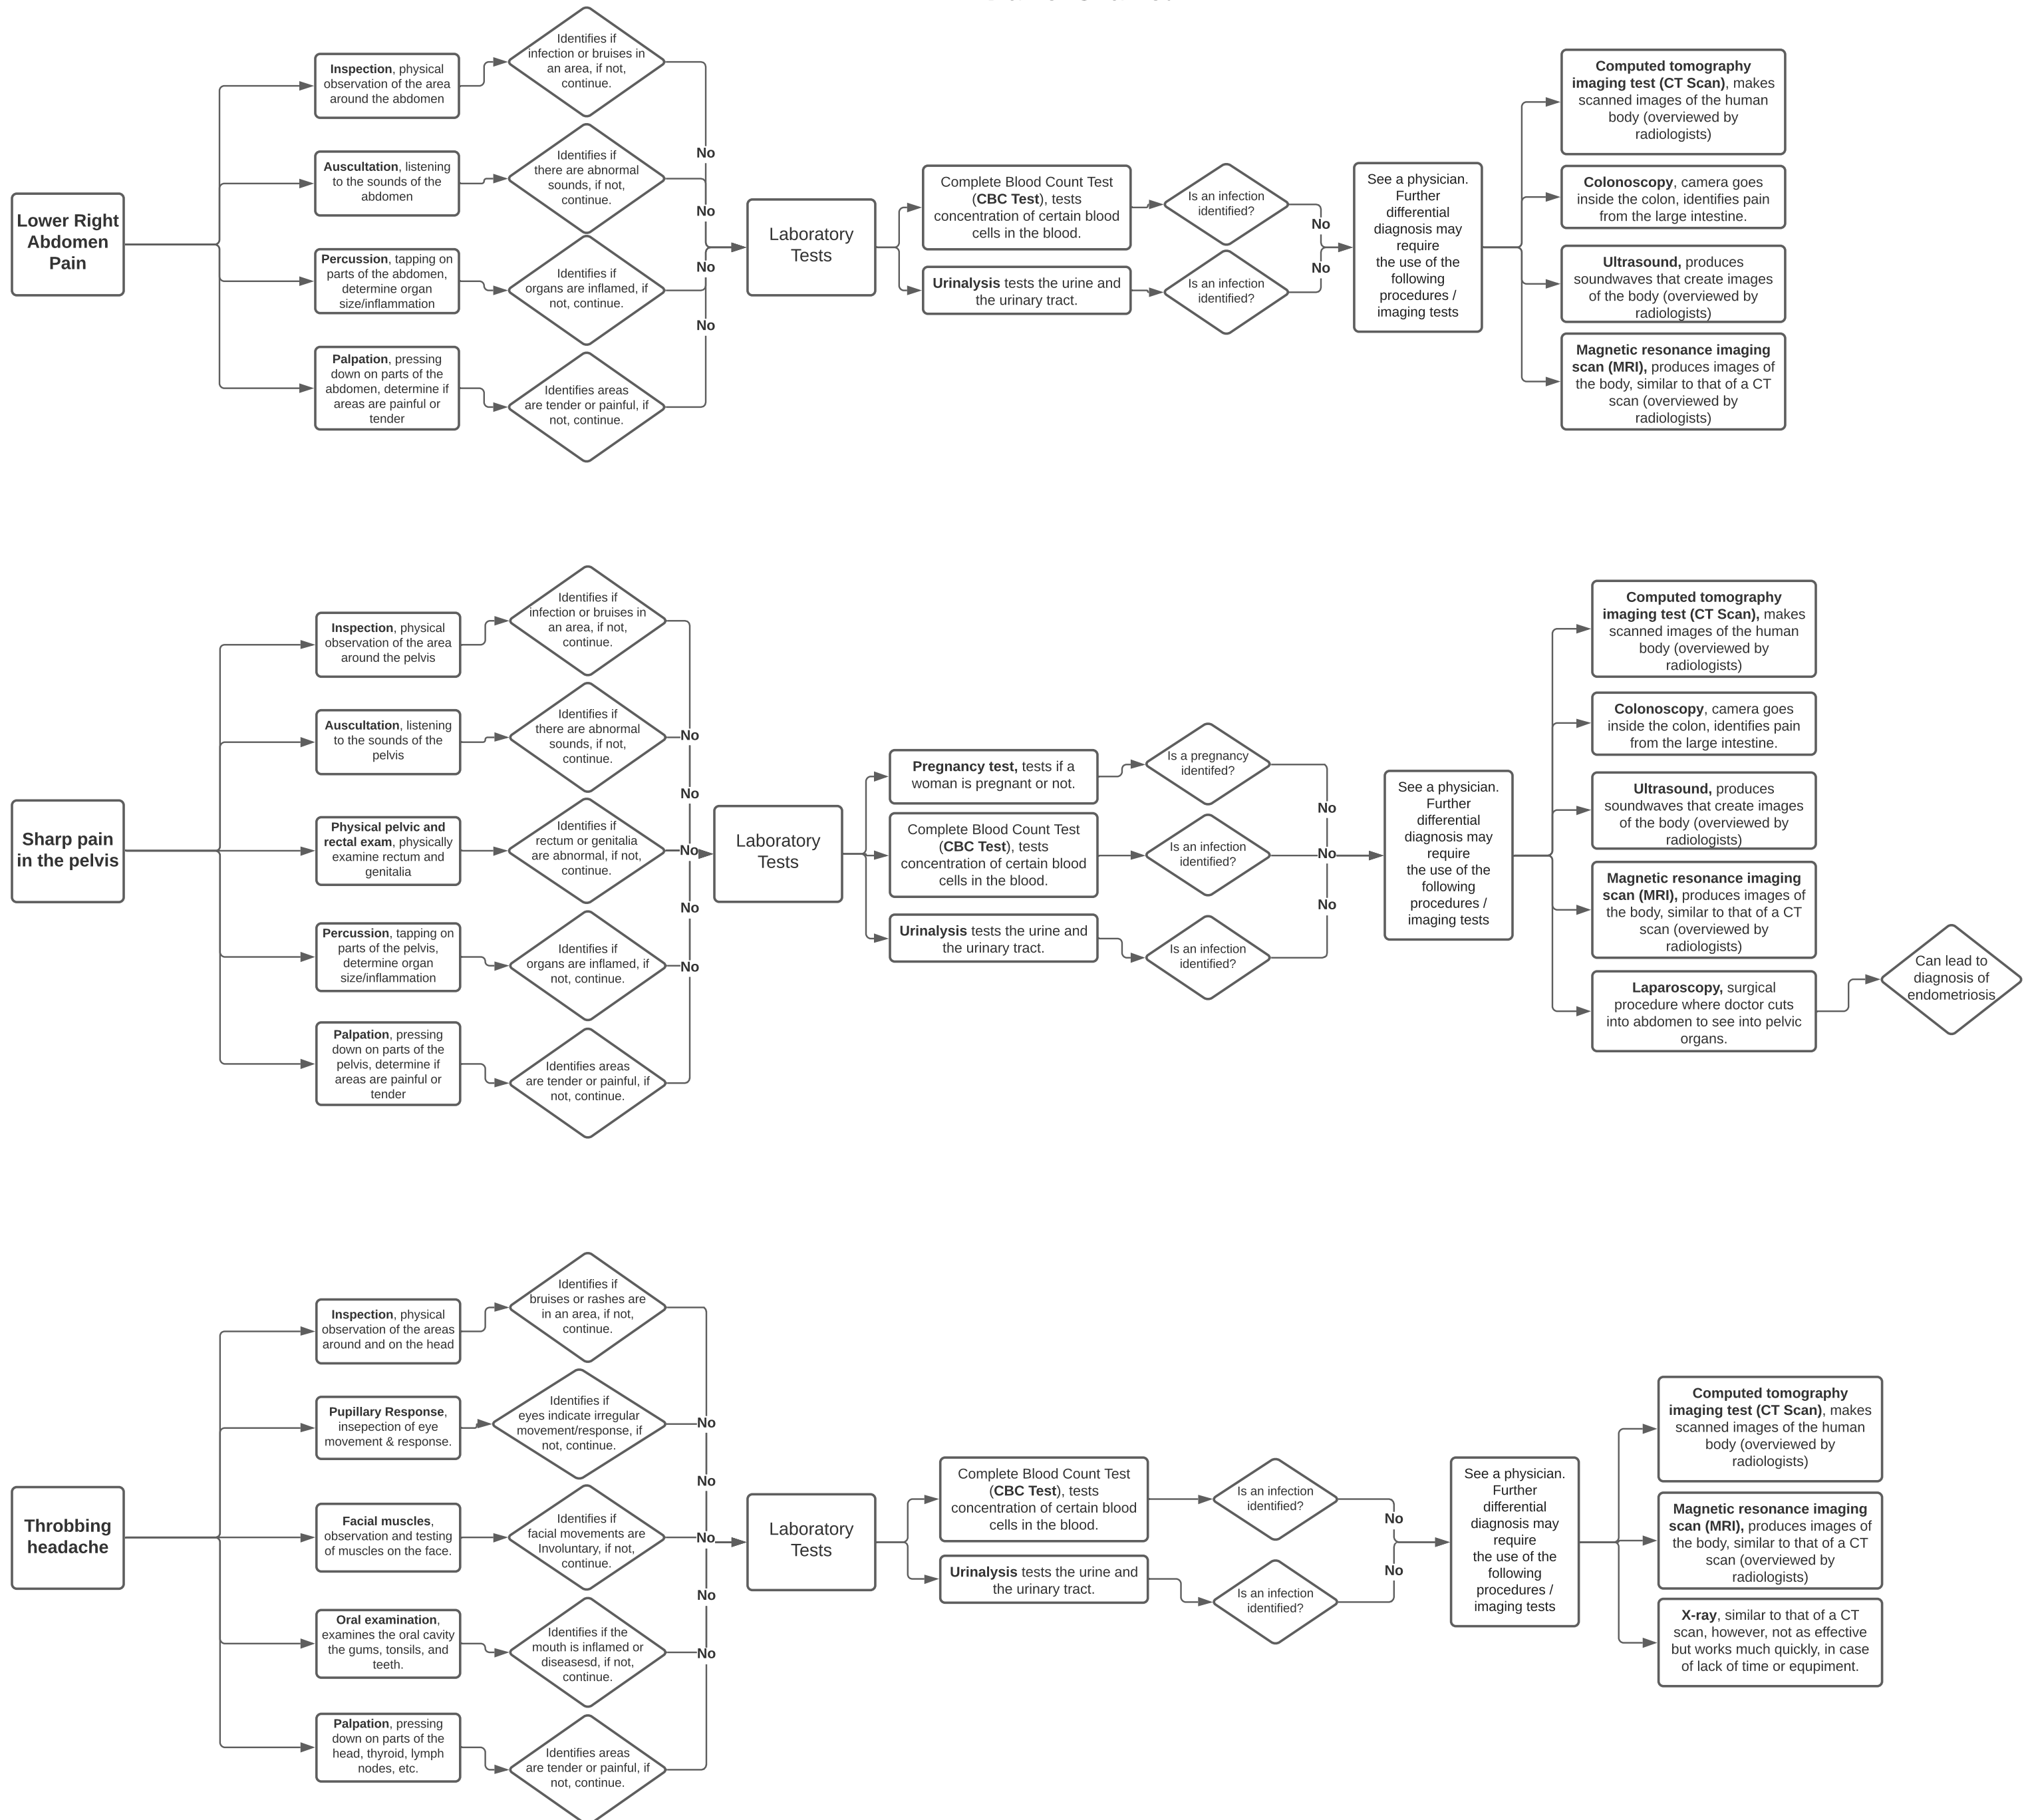 Lower Right
Abdomen
Pain
Inspection, physical
observation of the area
around the abdomen
Identifies if
infection or bruises in
an area, if not,
continue.
No
Auscultation, listening
to the sounds of the
abdomen
Identifies if
there are abnormal
sounds, if not,
continue.
No
Percussion, tapping on
parts of the abdomen,
determine organ
size/inflammation
Identifies if
organs are inflamed, if
not, continue.
No
Palpation, pressing
down on parts of the
abdomen, determine if
areas are painful or
tender
Identifies areas
are tender or painful, if
not, continue.
No
Laboratory
Tests
Complete Blood Count Test
(CBC Test), tests
concentration of certain blood
cells in the blood.
Is an infection
identified?
No
Urinalysis tests the urine and
the urinary tract.
Is an infection
identified?
No
See a physician.
Further
differential
diagnosis may
require
the use of the
following
procedures /
imaging tests
Computed tomography
imaging test (CT Scan), makes
scanned images of the human
body (overviewed by
radiologists)
Colonoscopy, camera goes
inside the colon, identifies pain
from the large intestine.
Ultrasound, produces
soundwaves that create images
of the body (overviewed by
radiologists)
Magnetic resonance imaging
scan (MRI), produces images of
the body, similar to that of a CT
scan (overviewed by
radiologists)
Sharp pain
in the pelvis
Inspection, physical
observation of the area
around the pelvis
Identifies if
infection or bruises in
an area, if not,
continue.
No
Auscultation, listening
to the sounds of the
pelvis
Identifies if
there are abnormal
sounds, if not,
continue.
No
Physical pelvic and
rectal exam, physically
examine rectum and
genitalia
Identifies if
rectum or genitalia
are abnormal, if not,
continue.
No
Percussion, tapping on
parts of the pelvis,
determine organ
size/inflammation
Identifies if
organs are inflamed, if
not, continue.
No
Palpation, pressing
down on parts of the
pelvis, determine if
areas are painful or
tender
Identifies areas
are tender or painful, if
not, continue.
No
Laboratory
Tests
Pregnancy test, tests if a
woman is pregnant or not.
Is a pregnancy
identifed?
No
Complete Blood Count Test
(CBC Test), tests
concentration of certain blood
cells in the blood.
Is an infection
identified?
No
Urinalysis tests the urine and
the urinary tract.
Is an infection
identified?
No
See a physician.
Further
differential
diagnosis may
require
the use of the
following
procedures /
imaging tests
Computed tomography
imaging test (CT Scan), makes
scanned images of the human
body (overviewed by
radiologists)
Colonoscopy, camera goes
inside the colon, identifies pain
from the large intestine.
Ultrasound, produces
soundwaves that create images
of the body (overviewed by
radiologists)
Magnetic resonance imaging
scan (MRI), produces images of
the body, similar to that of a CT
scan (overviewed by
radiologists)
Laparoscopy, surgical
procedure where doctor cuts
into abdomen to see into pelvic
organs.
Can lead to
diagnosis of
endometriosis
Throbbing
headache
Inspection, physical
observation of the areas
around and on the head
Identifies if
bruises or rashes are
in an area, if not,
continue.
No
Pupillary Response,
insepection of eye
movement & response.
Identifies if
eyes indicate irregular
movement/response, if
not, continue.
No
Facial muscles,
observation and testing
of muscles on the face.
Identifies if
facial movements are
Involuntary, if not,
continue.
No
Oral examination,
examines the oral cavity
the gums, tonsils, and
teeth.
Identifies if the
mouth is inflamed or
diseasesd, if not,
continue.
No
Palpation, pressing
down on parts of the
head, thyroid, lymph
nodes, etc.
Identifies areas
are tender or painful, if
not, continue.
No
Laboratory
Tests
Complete Blood Count Test
(CBC Test), tests
concentration of certain blood
cells in the blood.
Is an infection
identified?
No
Urinalysis tests the urine and
the urinary tract.
Is an infection
identified?
No
See a physician.
Further
differential
diagnosis may
require
the use of the
following
procedures /
imaging tests
Computed tomography
imaging test (CT Scan), makes
scanned images of the human
body (overviewed by
radiologists)
Magnetic resonance imaging
scan (MRI), produces images of
the body, similar to that of a CT
scan (overviewed by
radiologists)
X-ray, similar to that of a CT
scan, however, not as effective
but works much quickly, in case
of lack of time or equpiment.